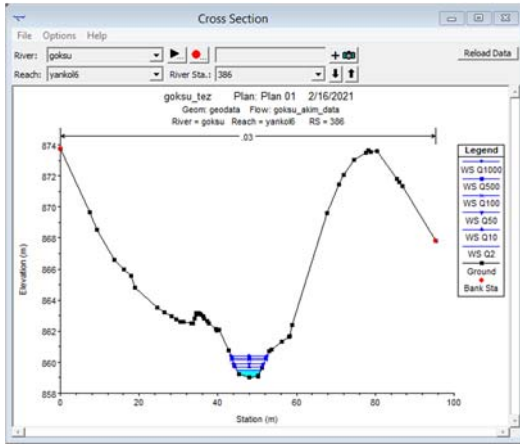 Cross Section
File Options Help
River: goksu
Reload Data
Reach: yankol6 River Sta.: 386
goksu_tez Plan: Plan 01 2/16/2021
Geom: geodata Flow: goksu_akim_data
River = goksu Reach = yankol6 RS = 386
.03
874
872
870
868
866
864
862
860
858
Elevation (m)
0 20 40 60 80 100
Station (m)
Legend
WS Q1000
WS Q500
WS Q100
WS Q50
WS Q10
WS Q2
Ground
Bank Sta